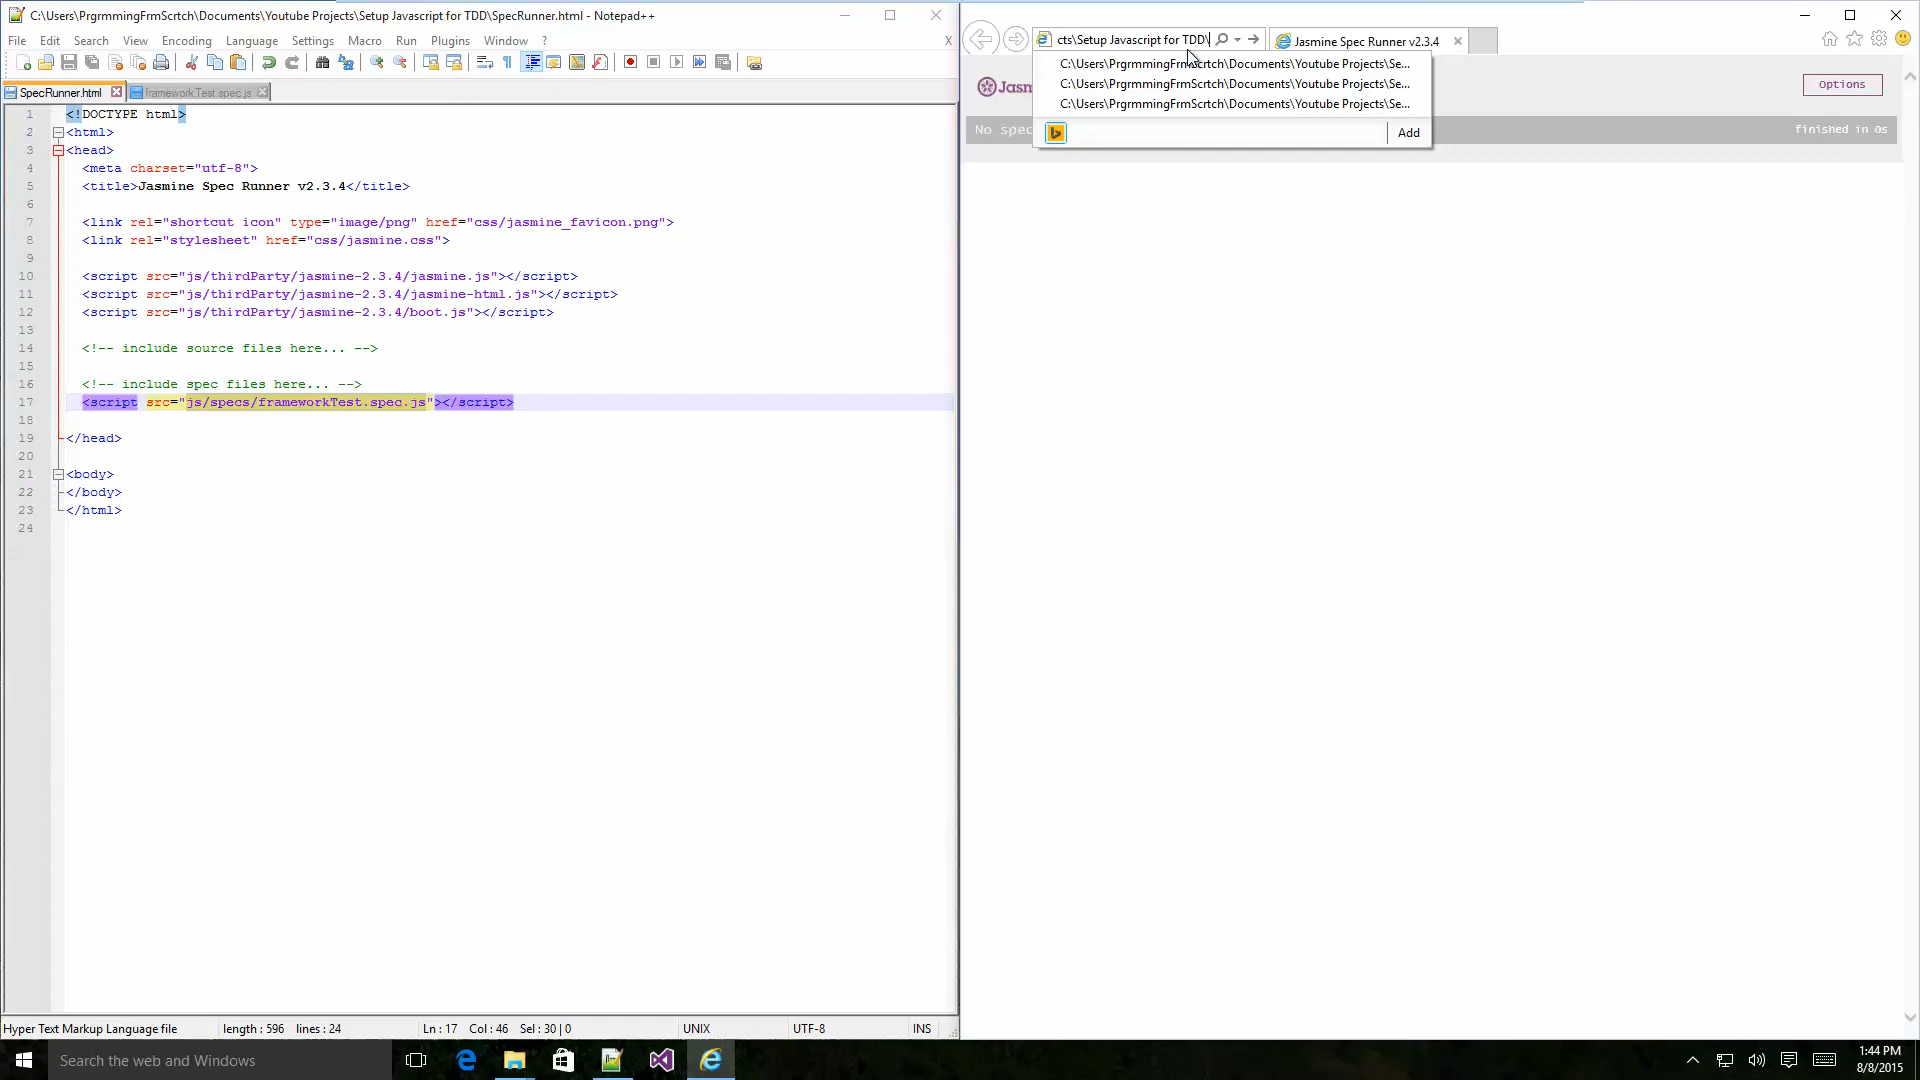 C:\Users\PrgrmmingFrmScrtch\Documents\Youtube Projects\Setup Javascript for TDD\SpecRunner.html - Notepad++
File Edit Search View Encoding Language Settings Macro Run Plugins Window ? X
SpecRunner.html frameworkTest.spec.js
1 <!DOCTYPE html>
2 <html>
3 <head>
4 <meta charset="utf-8">
5 <title>Jasmine Spec Runner v2.3.4</title>
6
7 <link rel="shortcut icon" type="image/png" href="css/jasmine_favicon.png">
8 <link rel="stylesheet" href="css/jasmine.css">
9
10 <script src="js/thirdParty/jasmine-2.3.4/jasmine.js"></script>
11 <script src="js/thirdParty/jasmine-2.3.4/jasmine-html.js"></script>
12 <script src="js/thirdParty/jasmine-2.3.4/boot.js"></script>
13
14 <!-- include source files here... -->
15
16 <!-- include spec files here... -->
17 <script src="js/specs/frameworkTest.spec.js"></script>
18
19 </head>
20
21 <body>
22 </body>
23 </html>
24
Hyper Text Markup Language file length : 596 lines : 24 Ln : 17 Col : 46 Sel : 30 | 0 UNIX UTF-8 INS
cts\Setup Javascript for TDD\ Jasmine Spec Runner v2.3.4
C:\Users\PrgrmmingFrmScrtch\Documents\Youtube Projects\Se...
C:\Users\PrgrmmingFrmScrtch\Documents\Youtube Projects\Se...
C:\Users\PrgrmmingFrmScrtch\Documents\Youtube Projects\Se...
Add
Jasm Options
No spec finished in 0s
Search the web and Windows
1:44 PM
8/8/2015